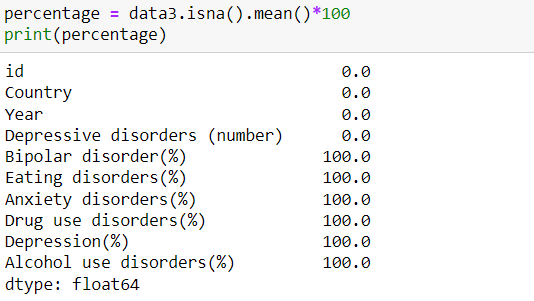 percentage = data3.isna().mean()*100
print(percentage)
id 0.0
Country 0.0
Year 0.0
Depressive disorders (number) 0.0
Bipolar disorder(%) 100.0
Eating disorders(%) 100.0
Anxiety disorders(%) 100.0
Drug use disorders(%) 100.0
Depression(%) 100.0
Alcohol use disorders(%) 100.0
dtype: float64